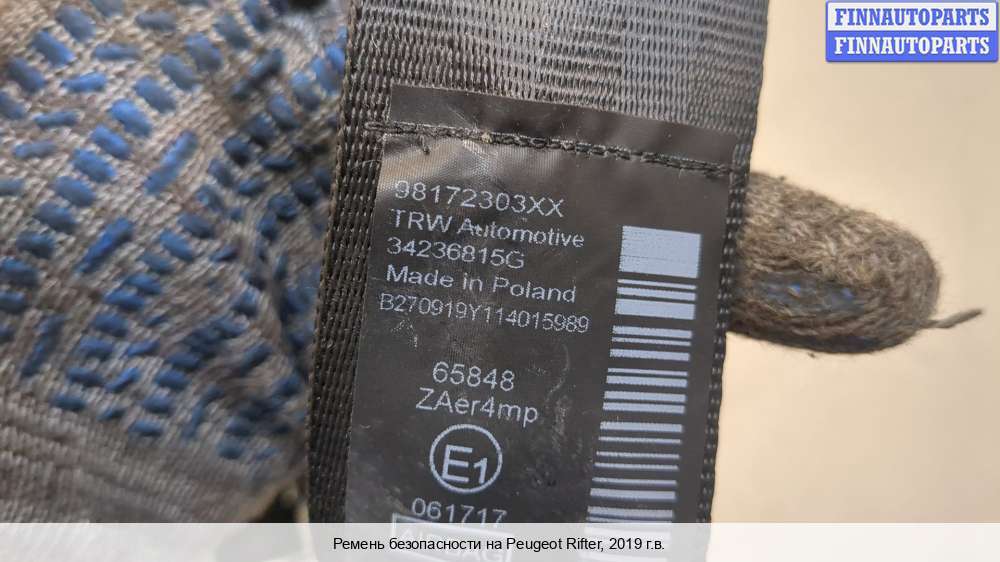 FINNAUTOPARTS
FINNAUTOPARTS
98172303XX
TRW Automotive
34236815G
Made in Poland
B270919Y114015989
65848
ZAer4mp
E1
061717
Ремень безопасности на Peugeot Rifter, 2019 г.в.